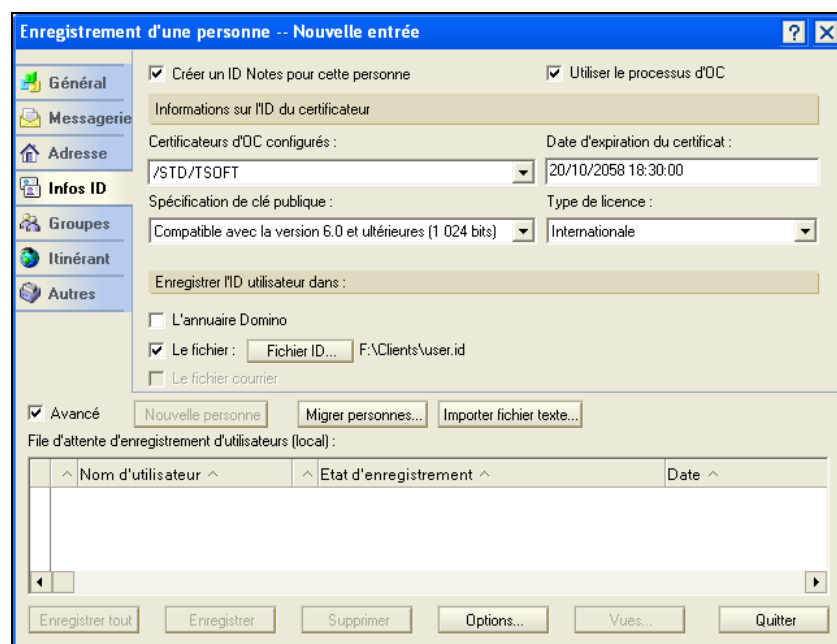 Enregistrement d'une personne -- Nouvelle entrée
Général
Messagerie
Adresse
Infos ID
Groupes
Itinérant
Autres
Créer un ID Notes pour cette personne
Utiliser le processus d'OC
Informations sur l'ID du certificateur
Certificateurs d'OC configurés :
Date d'expiration du certificat :
/STD/TSOFT
20/10/2058 18:30:00
Spécification de clé publique :
Type de licence :
Compatible avec la version 6.0 et ultérieures (1 024 bits)
Internationale
Enregistrer l'ID utilisateur dans :
L'annuaire Domino
Le fichier : Fichier ID... F:\Clients\user.id
Le fichier courrier
Avancé Nouvelle personne Migrer personnes... Importer fichier texte...
File d'attente d'enregistrement d'utilisateurs (local) :
Nom d'utilisateur Etat d'enregistrement Date
Enregistrer tout Enregistrer Supprimer Options... Vues... Quitter